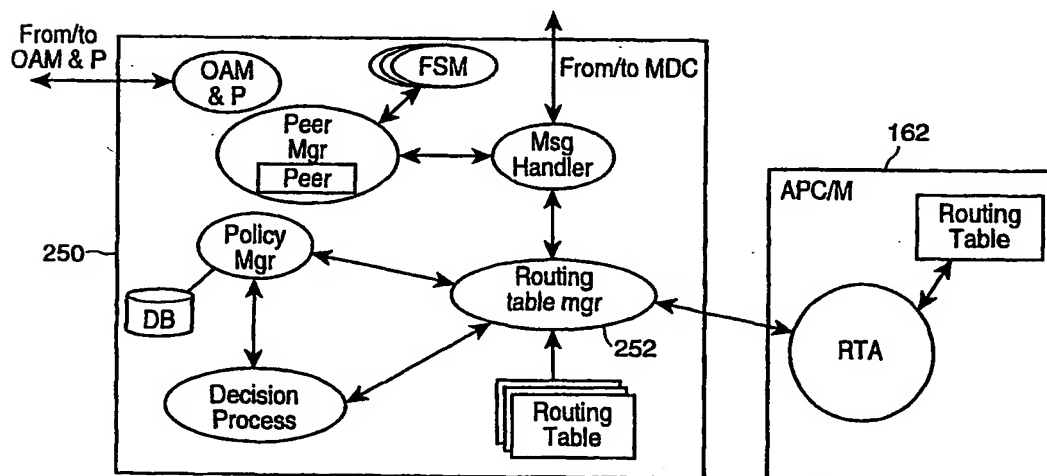 From/to
OAM & P
OAM
& P
FSM
From/to MDC
Peer
Mgr
Peer
Msg
Handler
162
APC/M
Routing
Table
250
Policy
Mgr
DB
Routing
table mgr
252
RTA
Decision
Process
Routing
Table